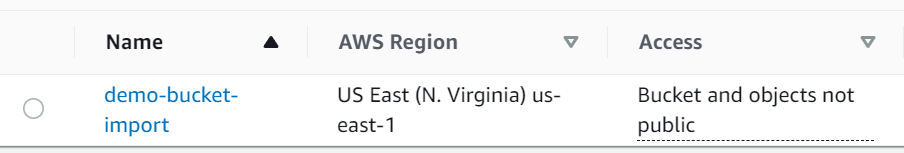 Name AWS Region Access
demo-bucket- US East (N. Virginia) us- Bucket and objects not
import east-1 public